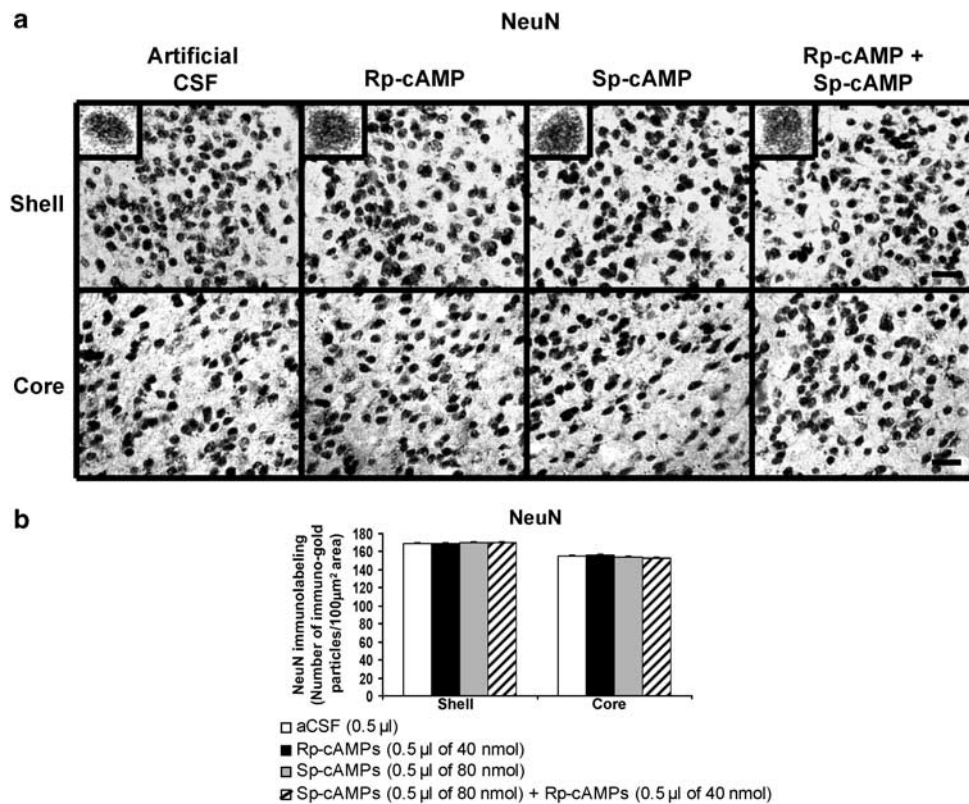 a
NeuN
Artificial
CSF
Rp-cAMP
Sp-cAMP
Rp-cAMP +
Sp-cAMP
Shell
Core
b
NeuN
NeuN immunolabeling
(Number of immuno-gold
particles/100µm² area)
180
160
140
120
100
80
60
40
20
0
Shell
Core
aCSF (0.5 µl)
Rp-cAMPs (0.5 µl of 40 nmol)
Sp-cAMPs (0.5 µl of 80 nmol)
Sp-cAMPs (0.5 µl of 80 nmol) + Rp-cAMPs (0.5 µl of 40 nmol)